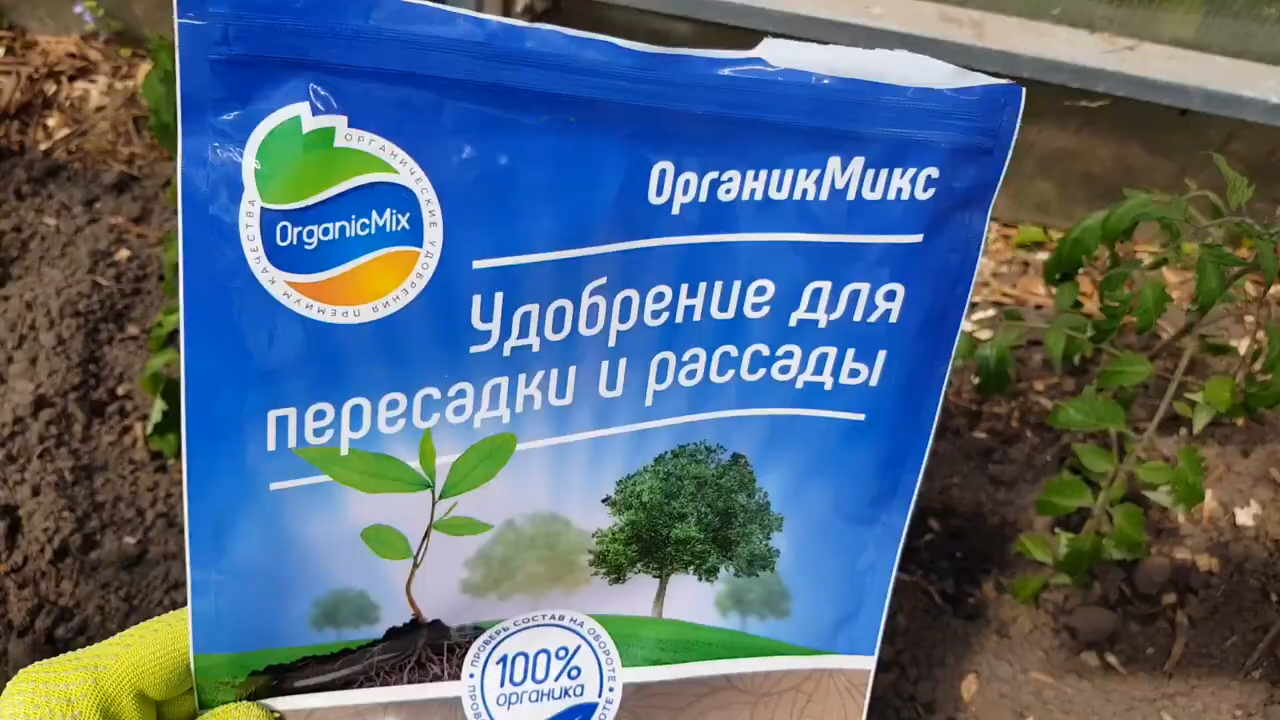 ОРГАНИЧЕСКИЕ УДОБРЕНИЯ ПРЕМИУМ КАЧЕСТВА
OrganicMix
ОрганикМикс
Удобрение для
пересадки и рассады
ПРОВЕРЬ СОСТАВ НА ОБОРОТЕ
100%
органика